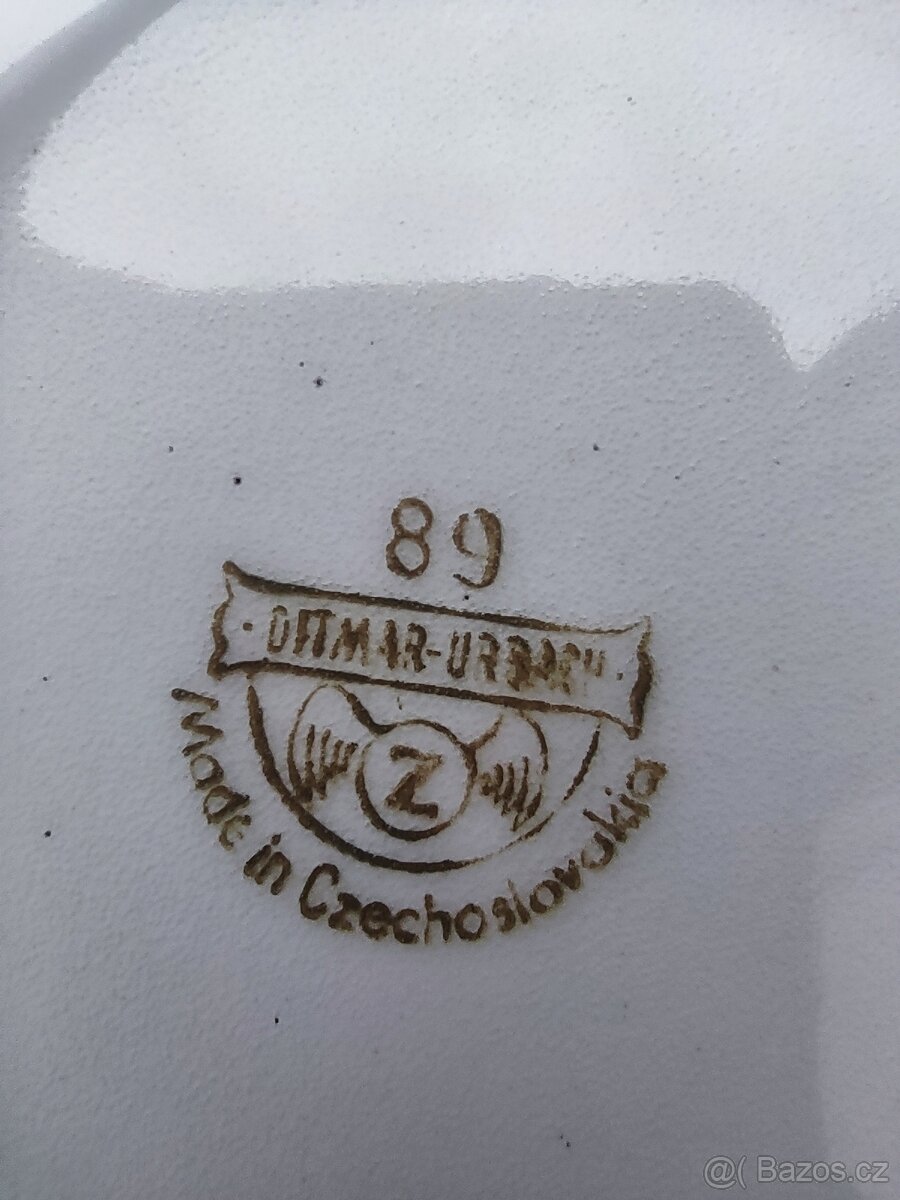 89
· DITMAR-URBACH ·
Z
Made in Czechoslovakia
@( Bazos.cz